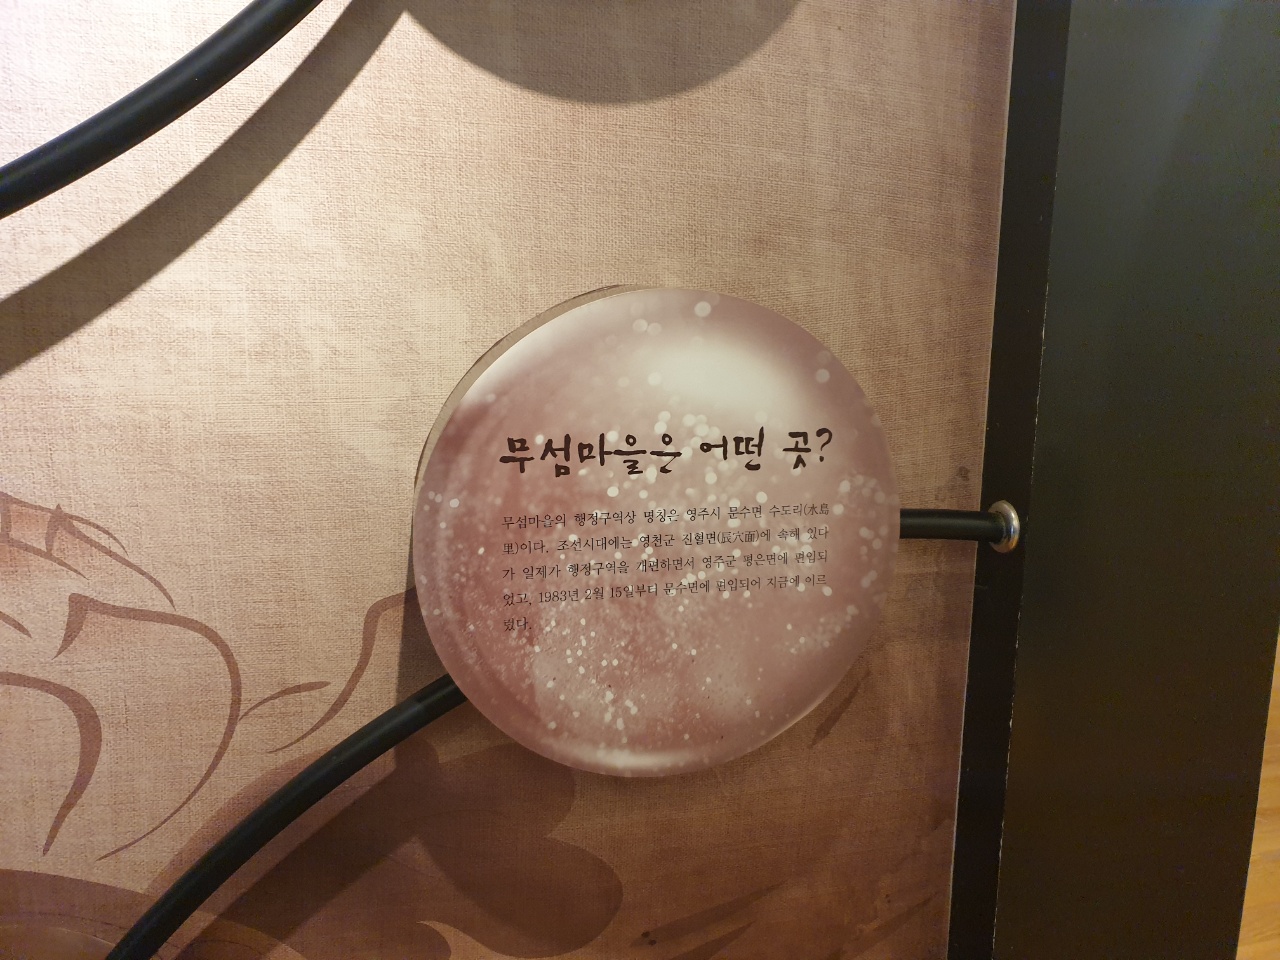 무섬마을은 어떤 곳?
무섬마을의 행정구역상 명칭은 영주시 문수면 수도리(水島
里)이다. 조선시대에는 영천군 진혈면(辰穴面)에 속해 있다
가 일제가 행정구역을 개편하면서 영주군 평은면에 편입되
었고, 1983년 2월 15일부터 문수면에 편입되어 지금에 이르
렀다.